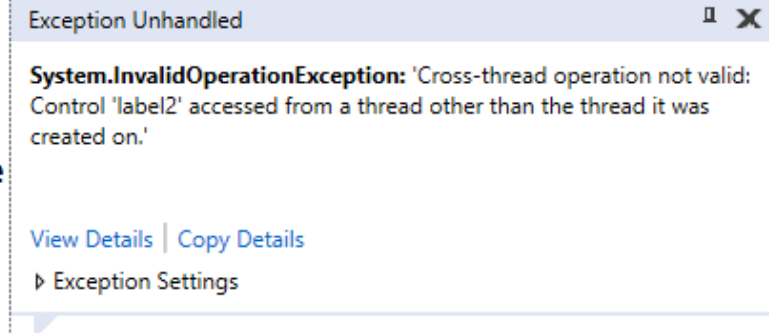 Exception Unhandled
System.InvalidOperationException: 'Cross-thread operation not valid:
Control 'label2' accessed from a thread other than the thread it was
created on.'
e
View Details | Copy Details
Exception Settings